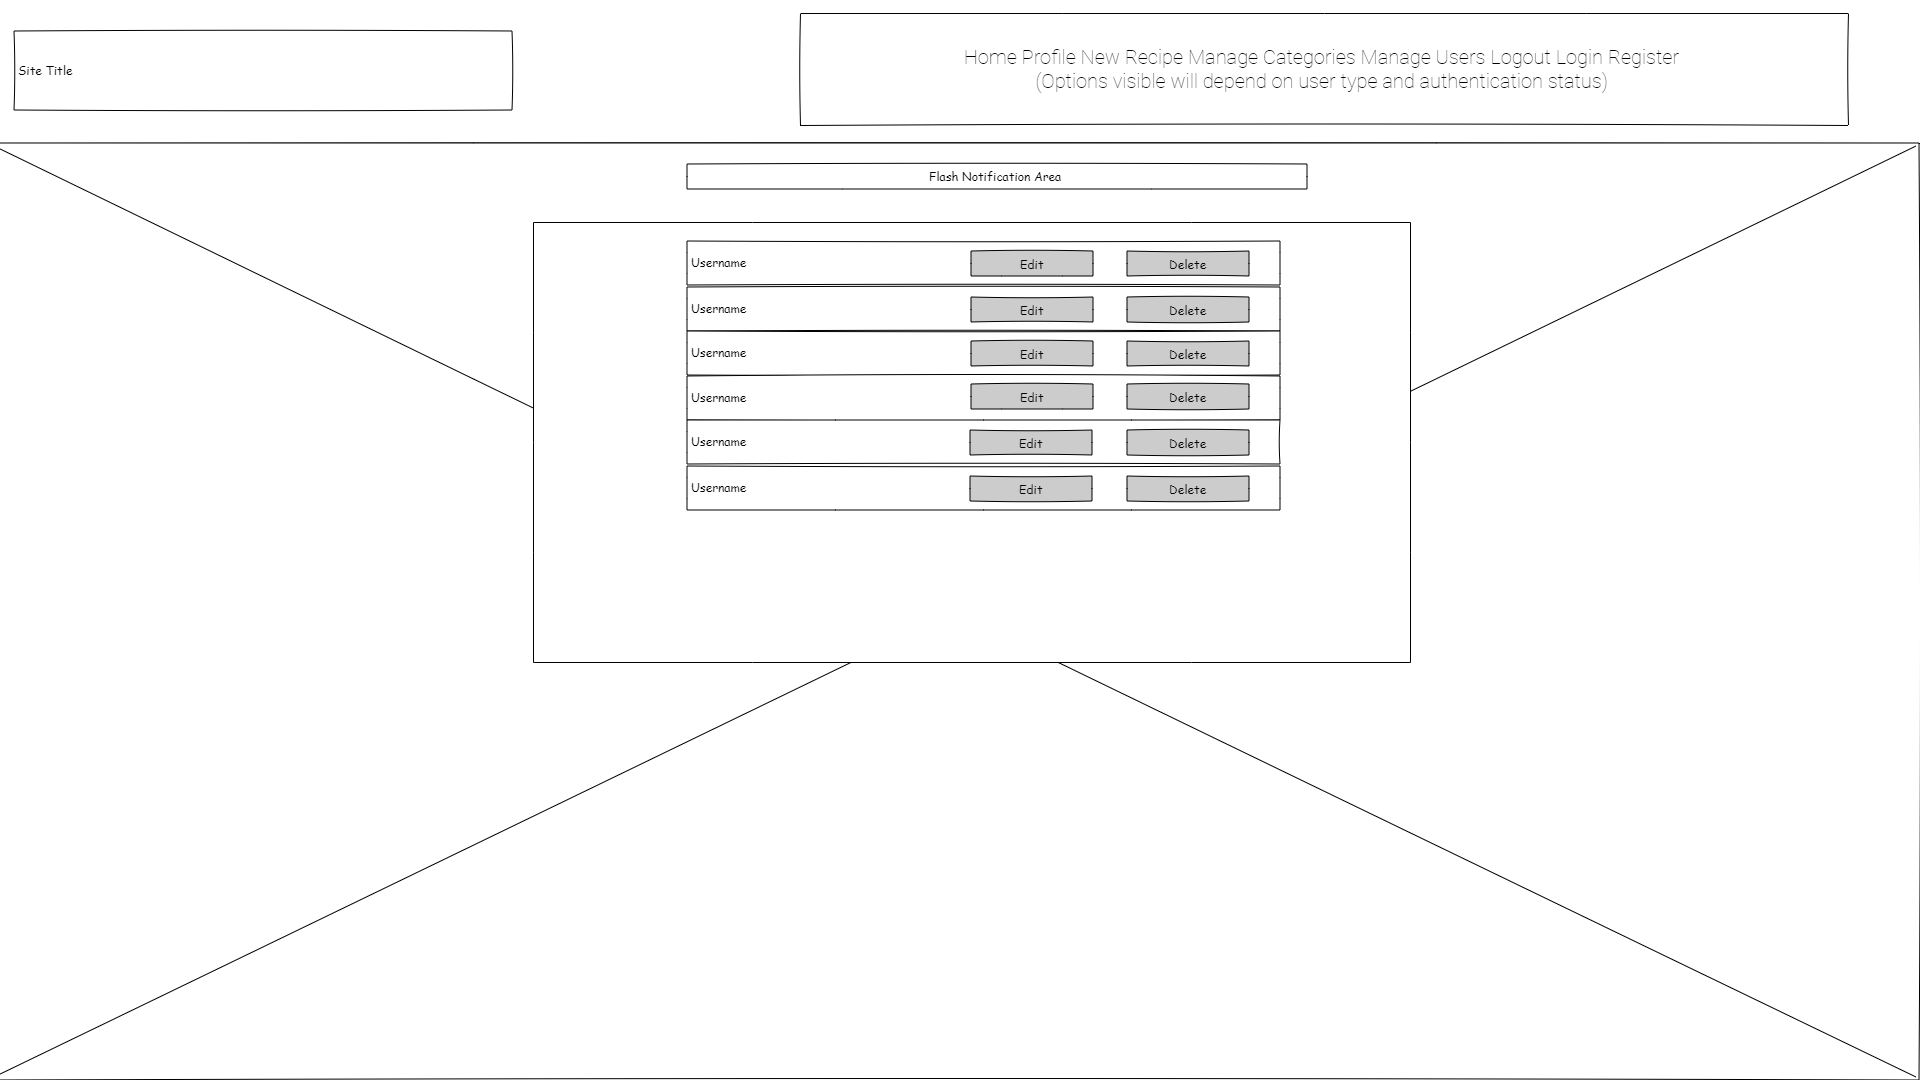 Site Title
Home Profile New Recipe Manage Categories Manage Users Logout Login Register
(Options visible will depend on user type and authentication status)
Flash Notification Area
Username Edit Delete
Username Edit Delete
Username Edit Delete
Username Edit Delete
Username Edit Delete
Username Edit Delete